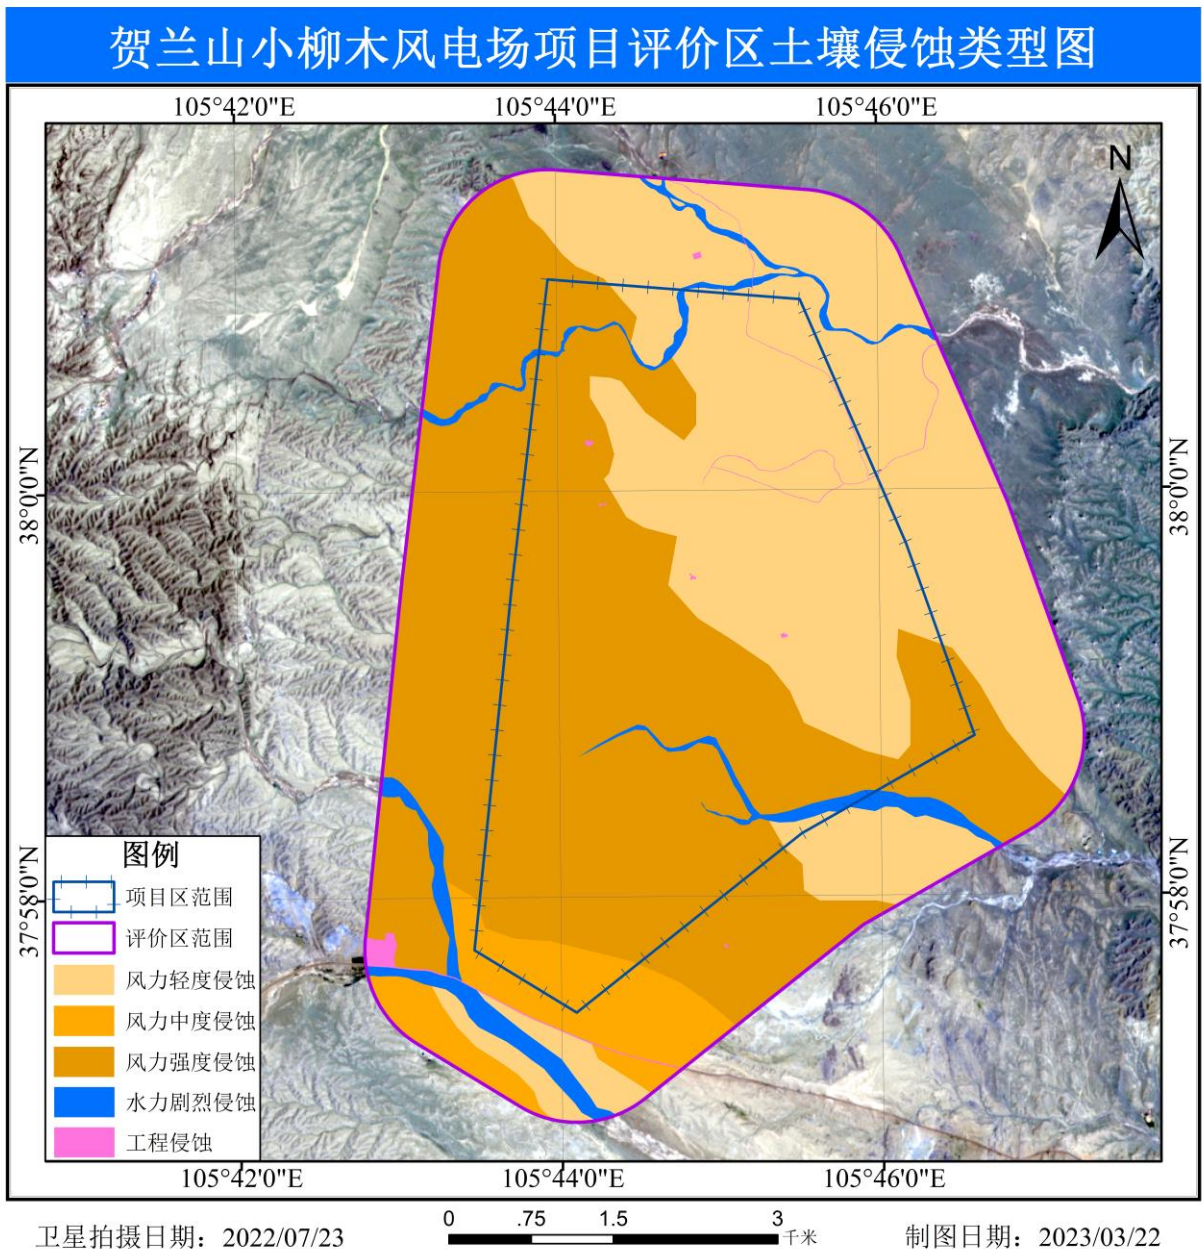 贺兰山小柳木风电场项目评价区土壤侵蚀类型图
105°42'0"E 105°44'0"E 105°46'0"E
N
38°0'0"N 38°0'0"N
37°58'0"N 37°58'0"N
图例
项目区范围
评价区范围
风力轻度侵蚀
风力中度侵蚀
风力强度侵蚀
水力剧烈侵蚀
工程侵蚀
105°42'0"E 105°44'0"E 105°46'0"E
0 .75 1.5 3
千米
卫星拍摄日期：2022/07/23 制图日期：2023/03/22